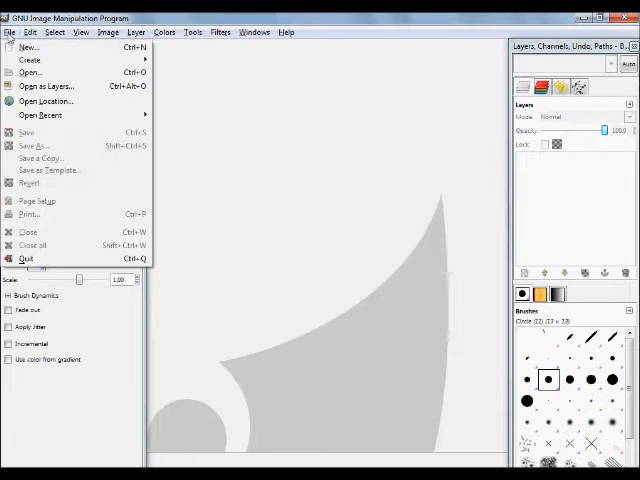 GNU Image Manipulation Program
File Edit Select View Image Layer Colors Tools Filters Windows Help
New... Ctrl+N
Create
Open... Ctrl+O
Open as Layers... Ctrl+Alt+O
Open Location...
Open Recent
Save Ctrl+S
Save As... Shift+Ctrl+S
Save a Copy...
Save as Template...
Revert
Page Setup
Print... Ctrl+P
Close Ctrl+W
Close all Shift+Ctrl+W
Quit Ctrl+Q
Scale: 1.00
Brush Dynamics
Fade out
Apply Jitter
Incremental
Use color from gradient
Layers, Channels, Undo, Paths - B...
Auto
Layers
Mode: Normal
Opacity: 100.0
Lock:
Brushes
Circle (11) (13 × 13)